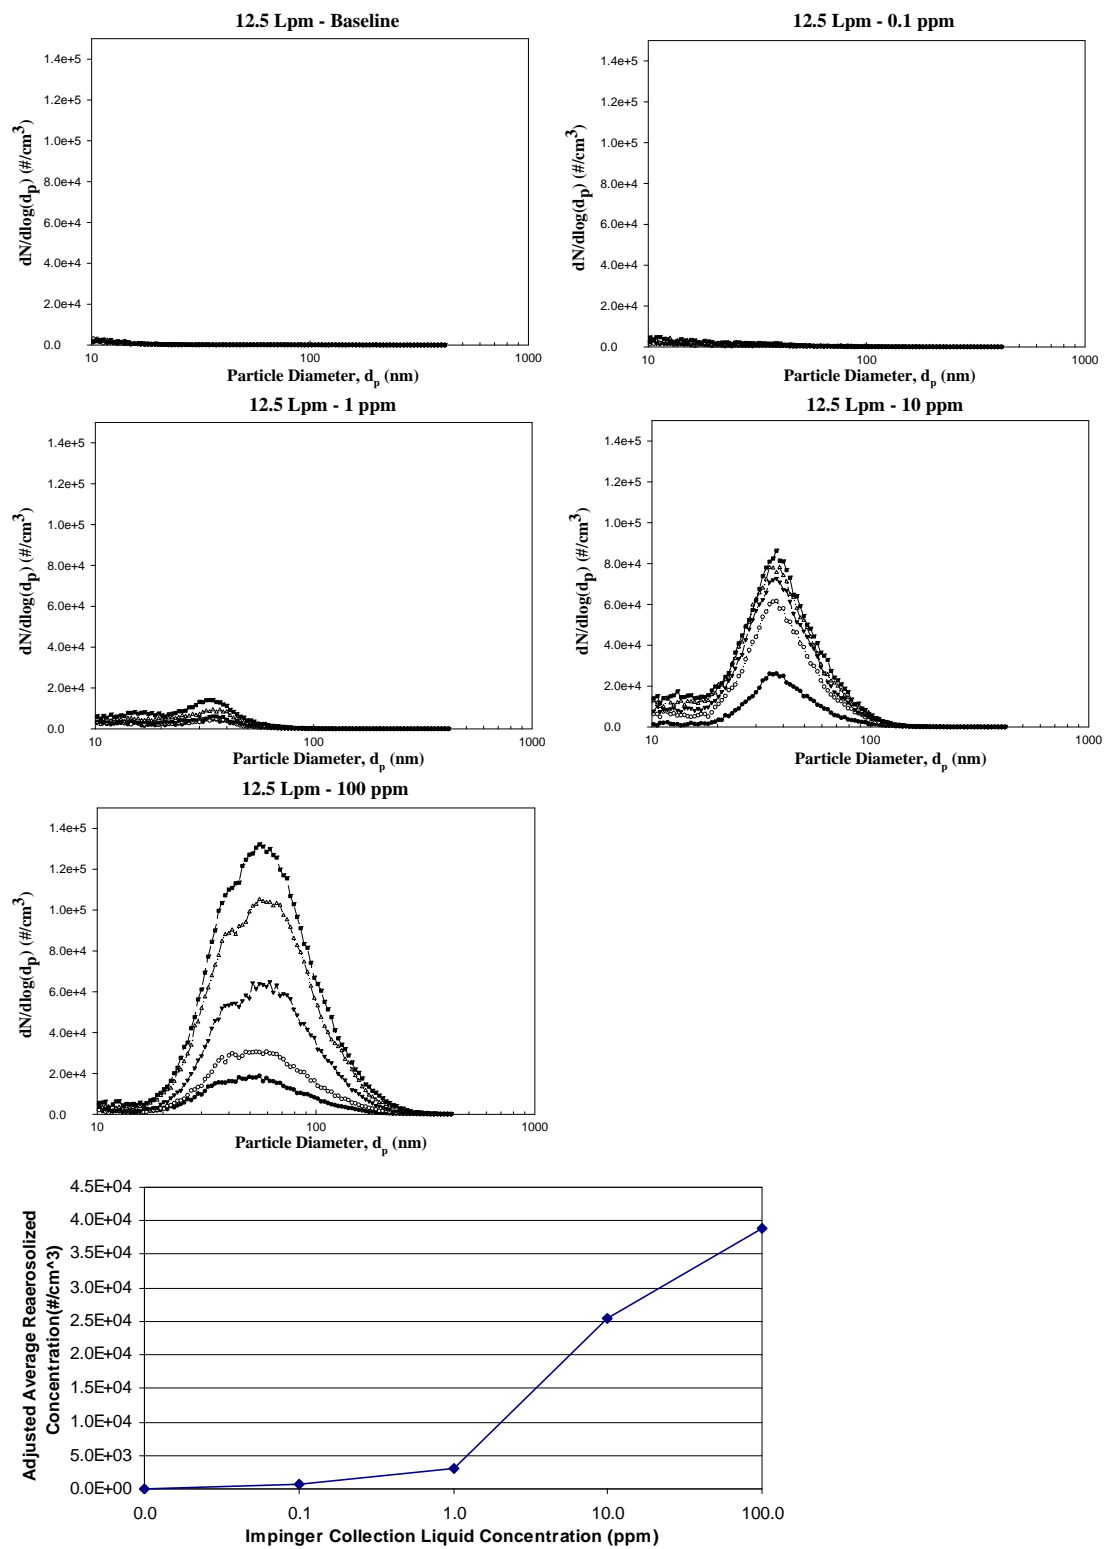 12.5 Lpm - Baseline
1.4e+5
1.2e+5
1.0e+5
8.0e+4
6.0e+4
4.0e+4
2.0e+4
0.0
dN/dlog(dp) (#/cm3)
10 100 1000
Particle Diameter, dp (nm)
12.5 Lpm - 0.1 ppm
1.4e+5
1.2e+5
1.0e+5
8.0e+4
6.0e+4
4.0e+4
2.0e+4
0.0
dN/dlog(dp) (#/cm3)
10 100 1000
Particle Diameter, dp (nm)
12.5 Lpm - 1 ppm
1.4e+5
1.2e+5
1.0e+5
8.0e+4
6.0e+4
4.0e+4
2.0e+4
0.0
dN/dlog(dp) (#/cm3)
10 100 1000
Particle Diameter, dp (nm)
12.5 Lpm - 10 ppm
1.4e+5
1.2e+5
1.0e+5
8.0e+4
6.0e+4
4.0e+4
2.0e+4
0.0
dN/dlog(dp) (#/cm3)
10 100 1000
Particle Diameter, dp (nm)
12.5 Lpm - 100 ppm
1.4e+5
1.2e+5
1.0e+5
8.0e+4
6.0e+4
4.0e+4
2.0e+4
0.0
dN/dlog(dp) (#/cm3)
10 100 1000
Particle Diameter, dp (nm)
4.5E+04
4.0E+04
3.5E+04
3.0E+04
2.5E+04
2.0E+04
1.5E+04
1.0E+04
5.0E+03
0.0E+00
Adjusted Average Reaerosolized
Concentration(#/cm^3)
0.0 0.1 1.0 10.0 100.0
Impinger Collection Liquid Concentration (ppm)